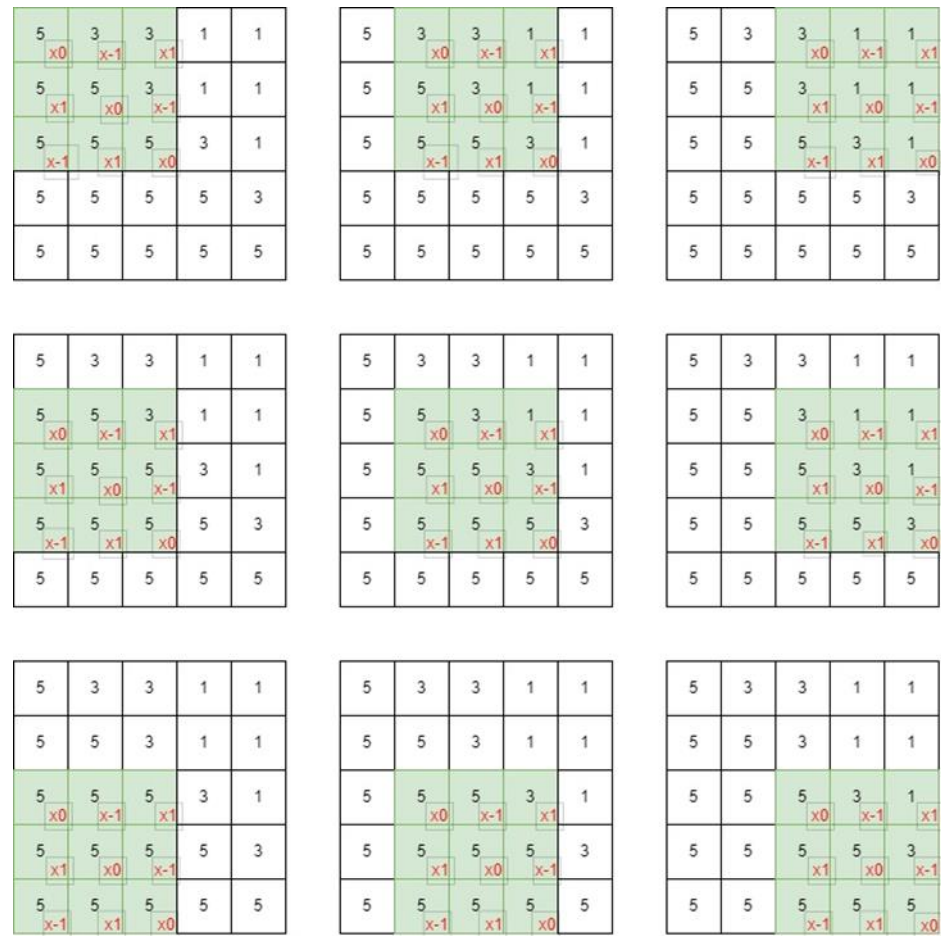 5 3 3 1 1 5 3 3 1 1 5 3 3 1 1
x0 x-1 x1 x0 x-1 x1 x0 x-1 x1
5 5 3 1 1 5 5 3 1 1 5 5 3 1 1
x1 x0 x-1 x1 x0 x-1 x1 x0 x-1
5 5 5 3 1 5 5 5 3 1 5 5 5 3 1
x-1 x1 x0 x-1 x1 x0 x-1 x1 x0
5 5 5 5 3 5 5 5 5 3 5 5 5 5 3
5 5 5 5 5 5 5 5 5 5 5 5 5 5 5
5 3 3 1 1 5 3 3 1 1 5 3 3 1 1
5 5 3 1 1 5 5 3 1 1 5 5 3 1 1
x0 x-1 x1 x0 x-1 x1 x0 x-1 x1
5 5 5 3 1 5 5 5 3 1 5 5 5 3 1
x1 x0 x-1 x1 x0 x-1 x1 x0 x-1
5 5 5 5 3 5 5 5 5 3 5 5 5 5 3
x-1 x1 x0 x-1 x1 x0 x-1 x1 x0
5 5 5 5 5 5 5 5 5 5 5 5 5 5 5
5 3 3 1 1 5 3 3 1 1 5 3 3 1 1
5 5 3 1 1 5 5 3 1 1 5 5 3 1 1
5 5 5 3 1 5 5 5 3 1 5 5 5 3 1
x0 x-1 x1 x0 x-1 x1 x0 x-1 x1
5 5 5 5 3 5 5 5 5 3 5 5 5 5 3
x1 x0 x-1 x1 x0 x-1 x1 x0 x-1
5 5 5 5 5 5 5 5 5 5 5 5 5 5 5
x-1 x1 x0 x-1 x1 x0 x-1 x1 x0